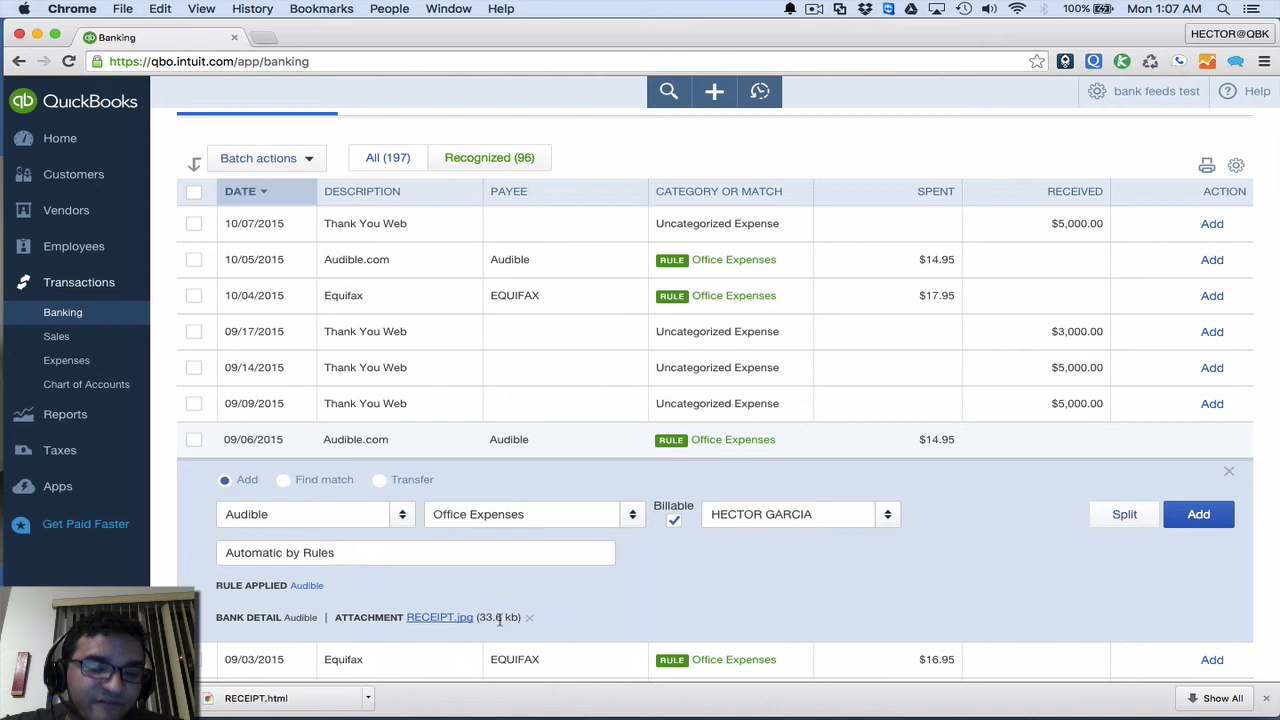 Chrome File Edit View History Bookmarks People Window Help 100% Mon 1:07 AM
Banking HECTOR@QBK
https://qbo.intuit.com/app/banking
qb QuickBooks bank feeds test Help
Home
Customers
Vendors
Employees
Transactions
Banking
Sales
Expenses
Chart of Accounts
Reports
Taxes
Apps
Get Paid Faster
Batch actions All (197) Recognized (96)
DATE DESCRIPTION PAYEE CATEGORY OR MATCH SPENT RECEIVED ACTION
10/07/2015 Thank You Web Uncategorized Expense $5,000.00 Add
10/05/2015 Audible.com Audible RULE Office Expenses $14.95 Add
10/04/2015 Equifax EQUIFAX RULE Office Expenses $17.95 Add
09/17/2015 Thank You Web Uncategorized Expense $3,000.00 Add
09/14/2015 Thank You Web Uncategorized Expense $5,000.00 Add
09/09/2015 Thank You Web Uncategorized Expense $5,000.00 Add
09/06/2015 Audible.com Audible RULE Office Expenses $14.95
Add Find match Transfer
Billable
Audible Office Expenses HECTOR GARCIA Split Add
Automatic by Rules
RULE APPLIED Audible
BANK DETAIL Audible | ATTACHMENT RECEIPT.jpg (33.6 kb)
09/03/2015 Equifax EQUIFAX RULE Office Expenses $16.95 Add
RECEIPT.html Show All